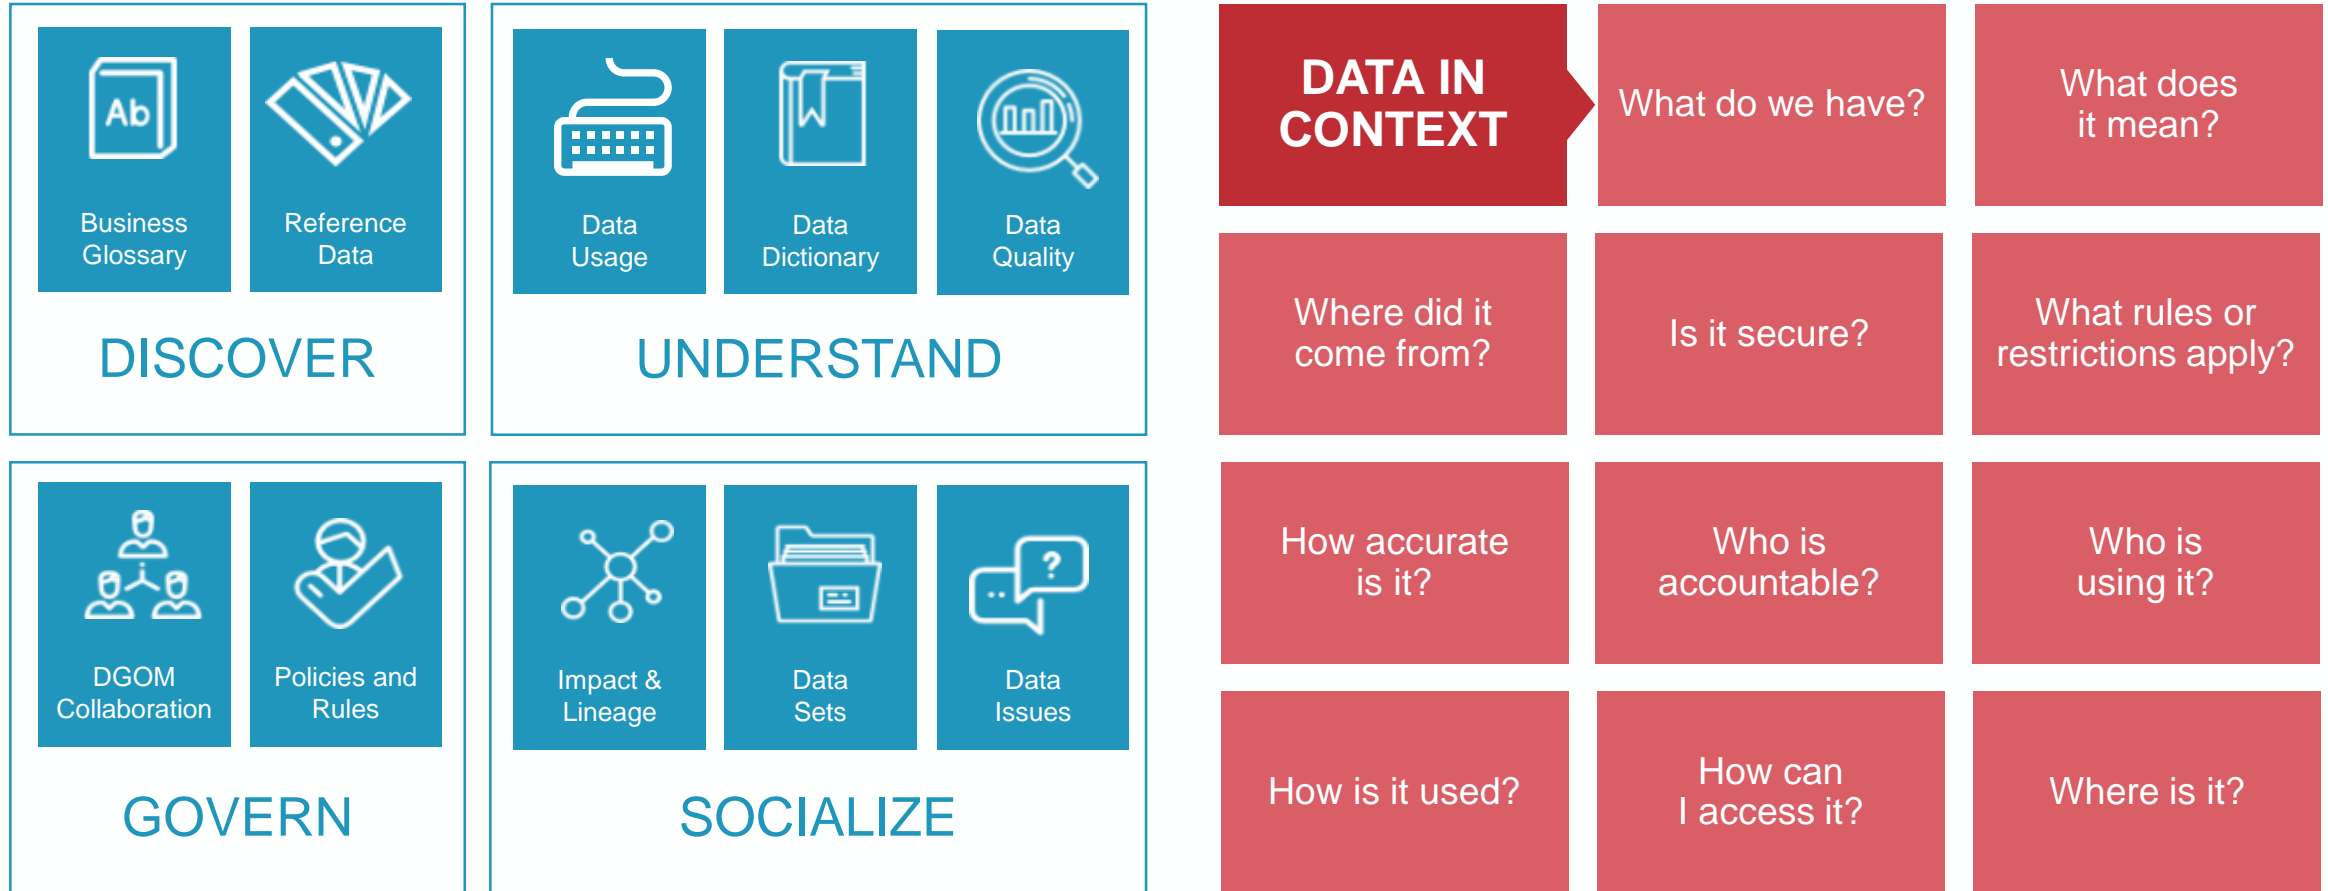 Ab
Business
Glossary
Reference
Data
DISCOVER
Data
Usage
Data
Dictionary
Data
Quality
UNDERSTAND
DGOM
Collaboration
Policies and
Rules
GOVERN
?
Impact &
Lineage
Data
Sets
Data
Issues
SOCIALIZE
DATA IN
CONTEXT
What do we have?
What does
it mean?
Where did it
come from?
Is it secure?
What rules or
restrictions apply?
How accurate
is it?
Who is
accountable?
Who is
using it?
How is it used?
How can
I access it?
Where is it?